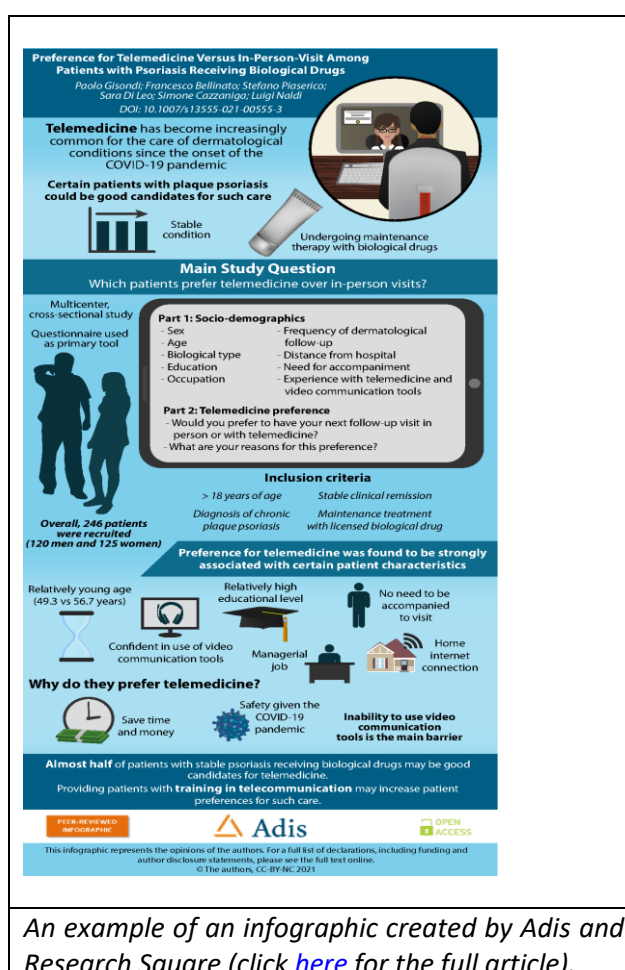 Preference for Telemedicine Versus In-Person-Visit Among
Patients with Psoriasis Receiving Biological Drugs
Paolo Gisondi; Francesco Bellinato; Stefano Piaserico;
Sara Di Leo; Simone Cazzaniga; Luigi Naldi
DOI: 10.1007/s13555-021-00555-3
Telemedicine has become increasingly
common for the care of dermatological
conditions since the onset of the
COVID-19 pandemic
Certain patients with plaque psoriasis
could be good candidates for such care
Stable
condition
Undergoing maintenance
therapy with biological drugs
Main Study Question
Which patients prefer telemedicine over in-person visits?
Multicenter,
cross-sectional study
Questionnaire used
as primary tool
Part 1: Socio-demographics
- Sex
- Age
- Biological type
- Education
- Occupation
- Frequency of dermatological
follow-up
- Distance from hospital
- Need for accompaniment
- Experience with telemedicine and
video communication tools
Part 2: Telemedicine preference
- Would you prefer to have your next follow-up visit in
person or with telemedicine?
- What are your reasons for this preference?
Overall, 246 patients
were recruited
(120 men and 125 women)
Inclusion criteria
> 18 years of age
Stable clinical remission
Diagnosis of chronic
plaque psoriasis
Maintenance treatment
with licensed biological drug
Preference for telemedicine was found to be strongly
associated with certain patient characteristics
Relatively young age
(49.3 vs 56.7 years)
Confident in use of video
communication tools
Relatively high
educational level
Managerial
job
No need to be
accompanied
to visit
Home
internet
connection
Why do they prefer telemedicine?
Save time
and money
Safety given the
COVID-19
pandemic
Inability to use video
communication
tools is the main barrier
Almost half of patients with stable psoriasis receiving biological drugs may be good
candidates for telemedicine.
Providing patients with training in telecommunication may increase patient
preferences for such care.
PEER-REVIEWED
INFOGRAPHIC
Adis
OPEN
ACCESS
This infographic represents the opinions of the authors. For a full list of declarations, including funding and
author disclosure statements, please see the full text online.
© The authors, CC-BY-NC 2021
An example of an infographic created by Adis and
Research Square (click here for the full article).